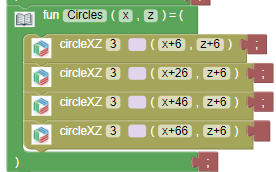 fun Circles ( x , z ) = (
circleXZ 3 ( x+6 , z+6 ) ;
circleXZ 3 ( x+26 , z+6 ) ;
circleXZ 3 ( x+46 , z+6 ) ;
circleXZ 3 ( x+66 , z+6 ) ;
) ;